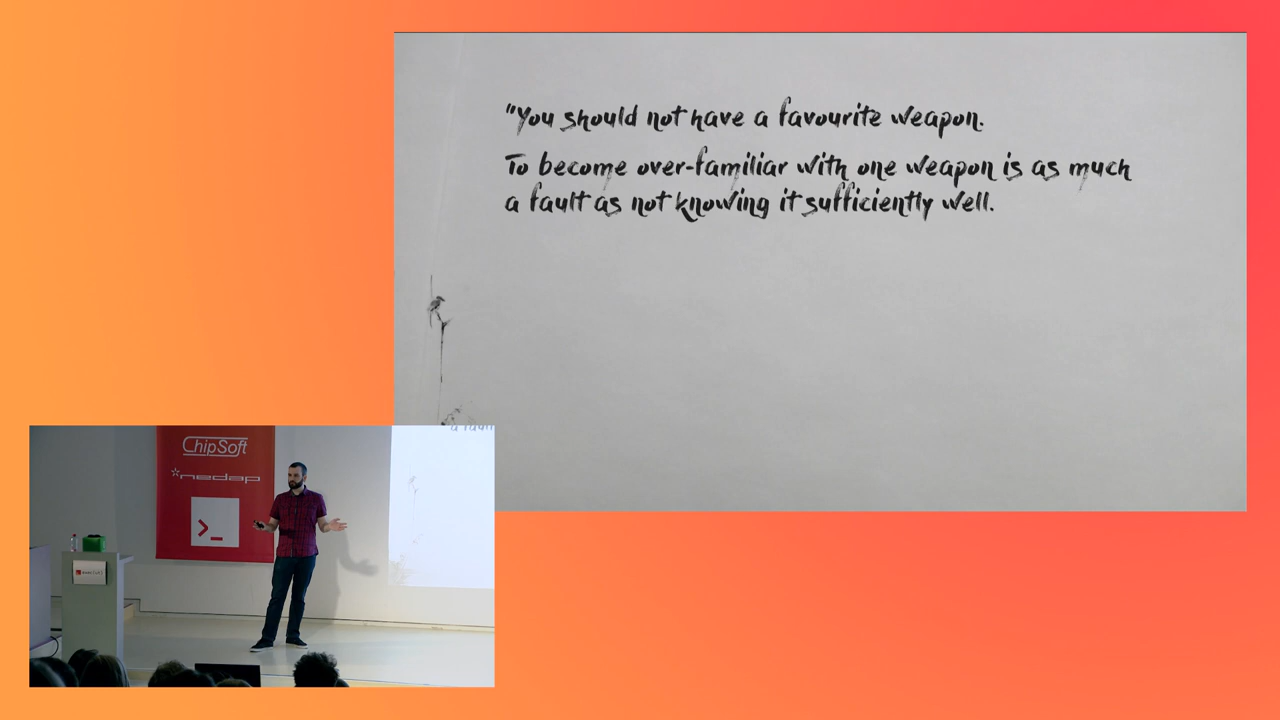 "You should not have a favourite weapon.
To become over-familiar with one weapon is as much
a fault as not knowing it sufficiently well.
a fault
ChipSoft
nedap
>_